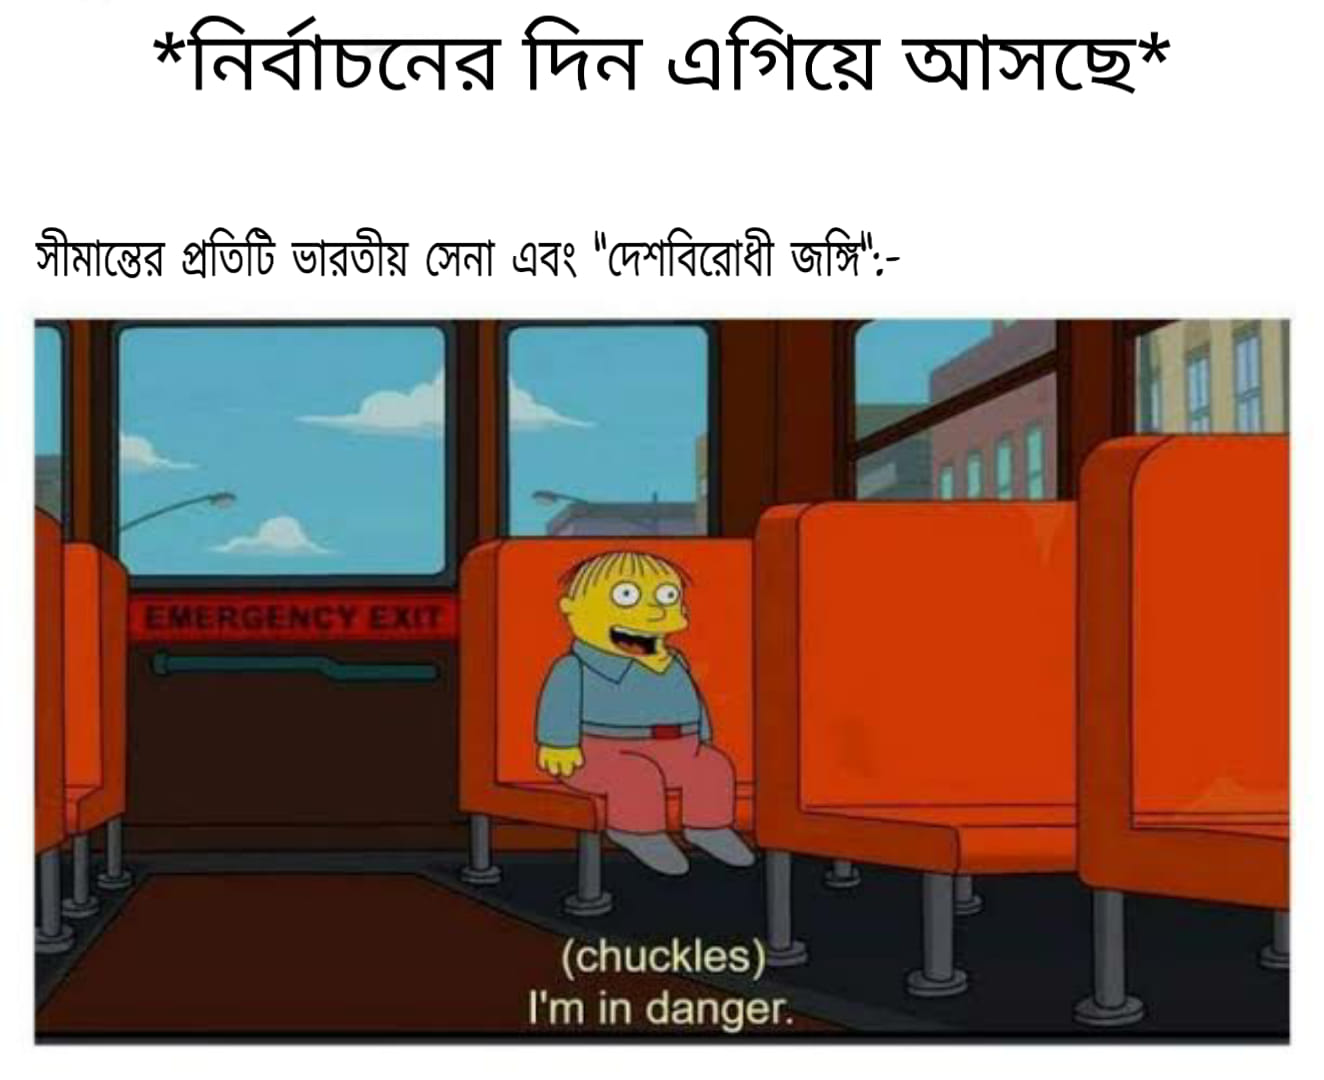 *নির্বাচনের দিন এগিয়ে আসছে*
সীমান্তের প্রতিটি ভারতীয় সেনা এবং "দেশবিরোধী জঙ্গি":-
EMERGENCY EXIT
(chuckles)
I'm in danger.